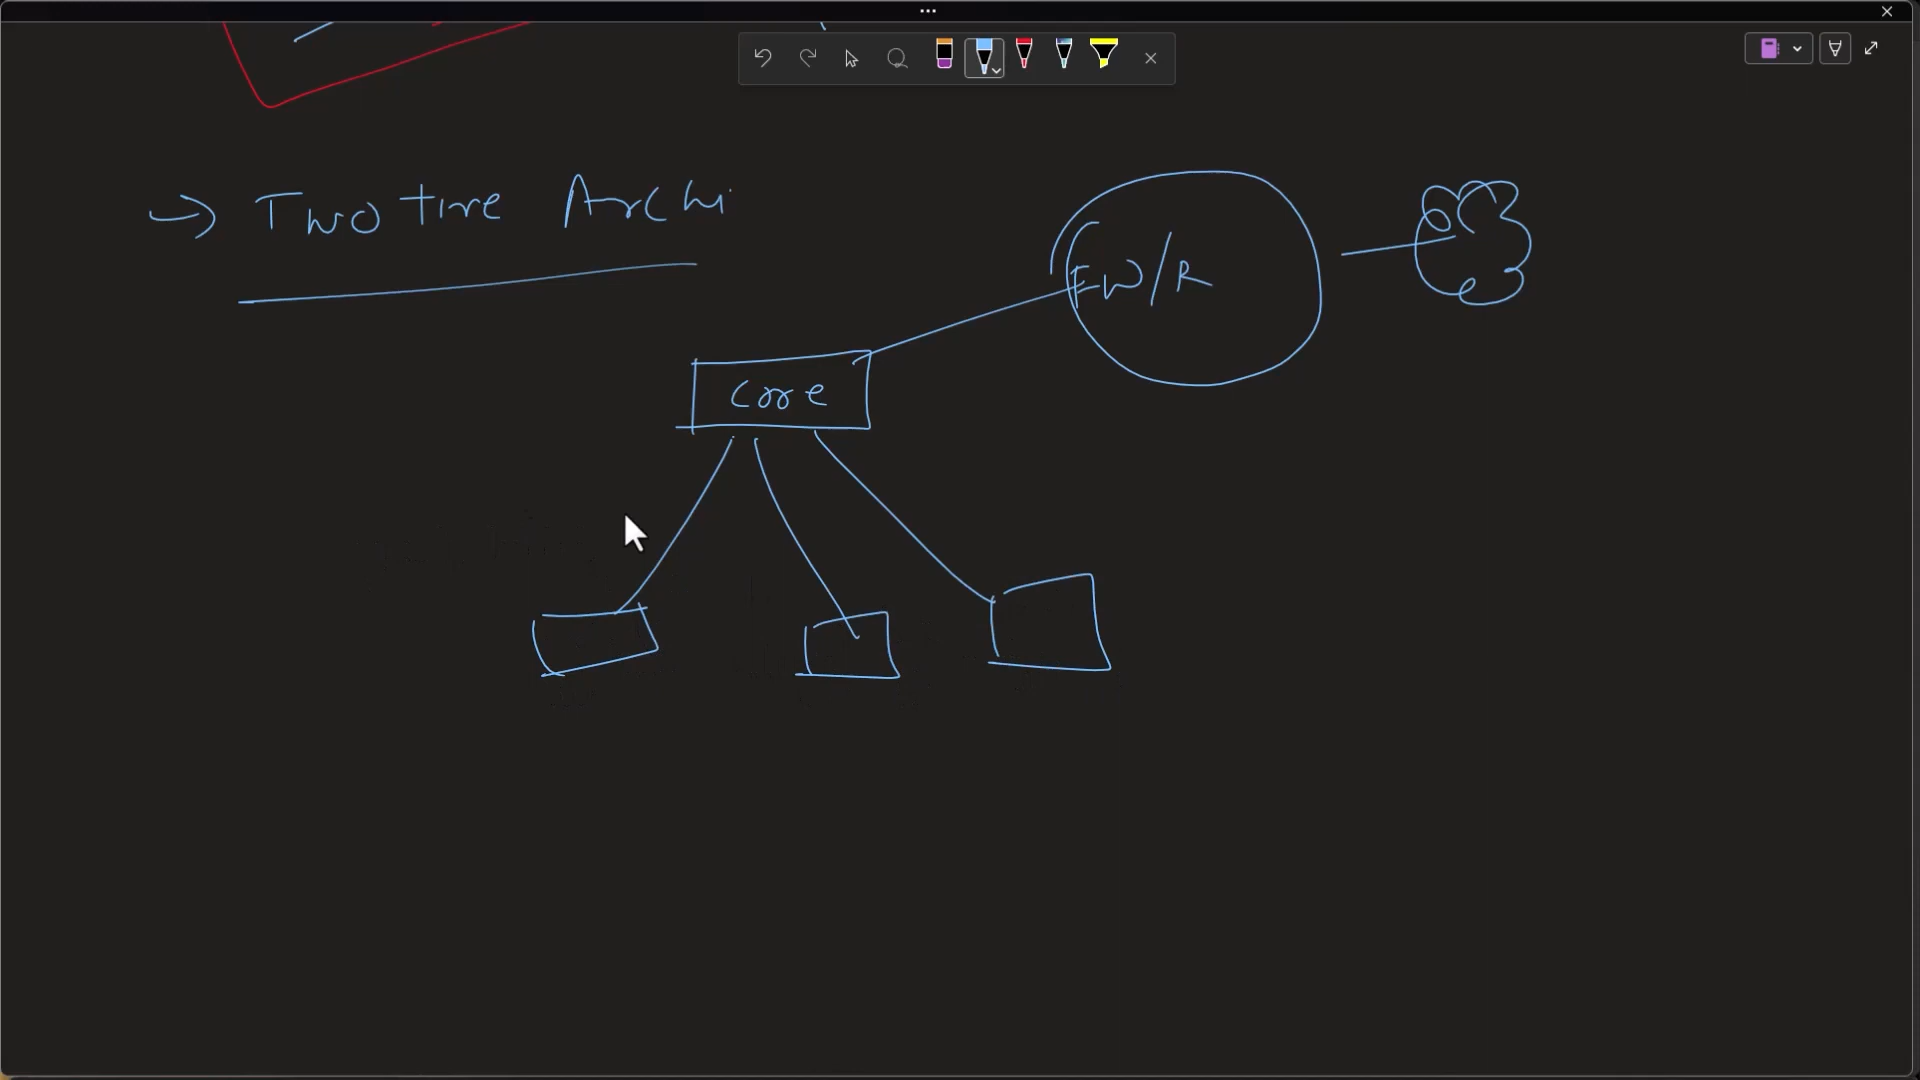 → Two tire Archi
FW/R
Core